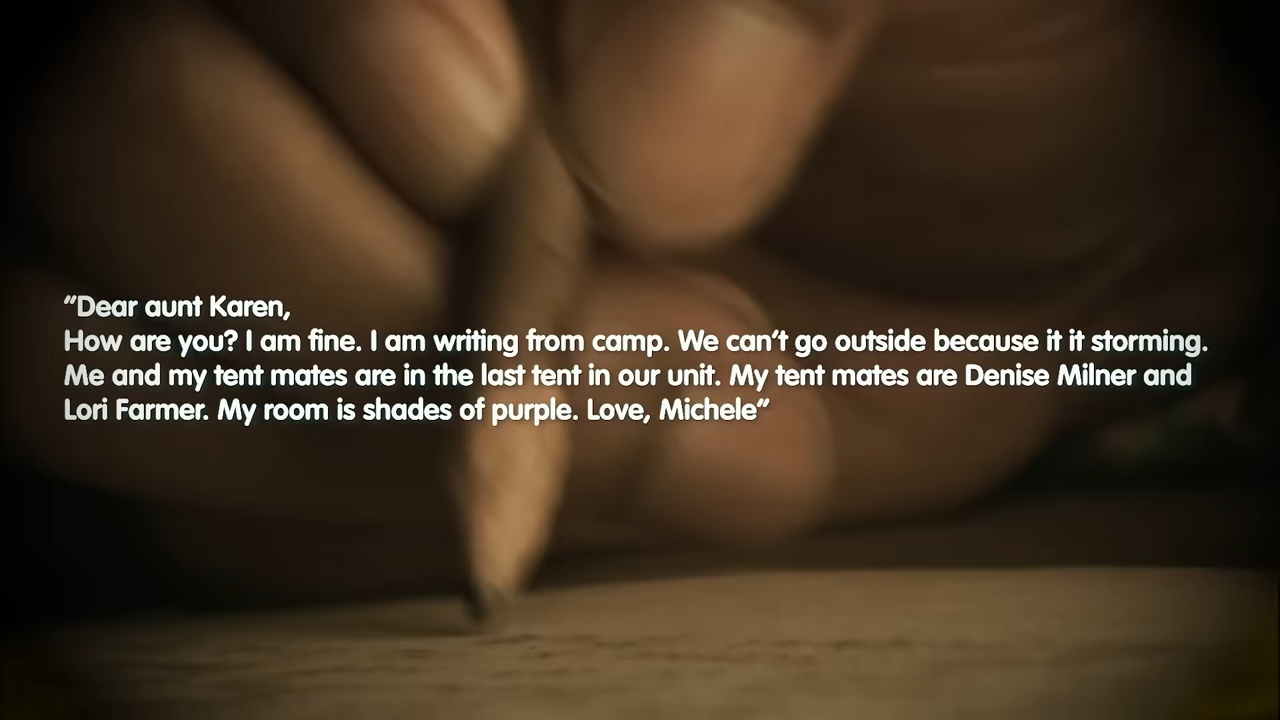 “Dear aunt Karen,
How are you? I am fine. I am writing from camp. We can't go outside because it it storming.
Me and my tent mates are in the last tent in our unit. My tent mates are Denise Milner and
Lori Farmer. My room is shades of purple. Love, Michele”